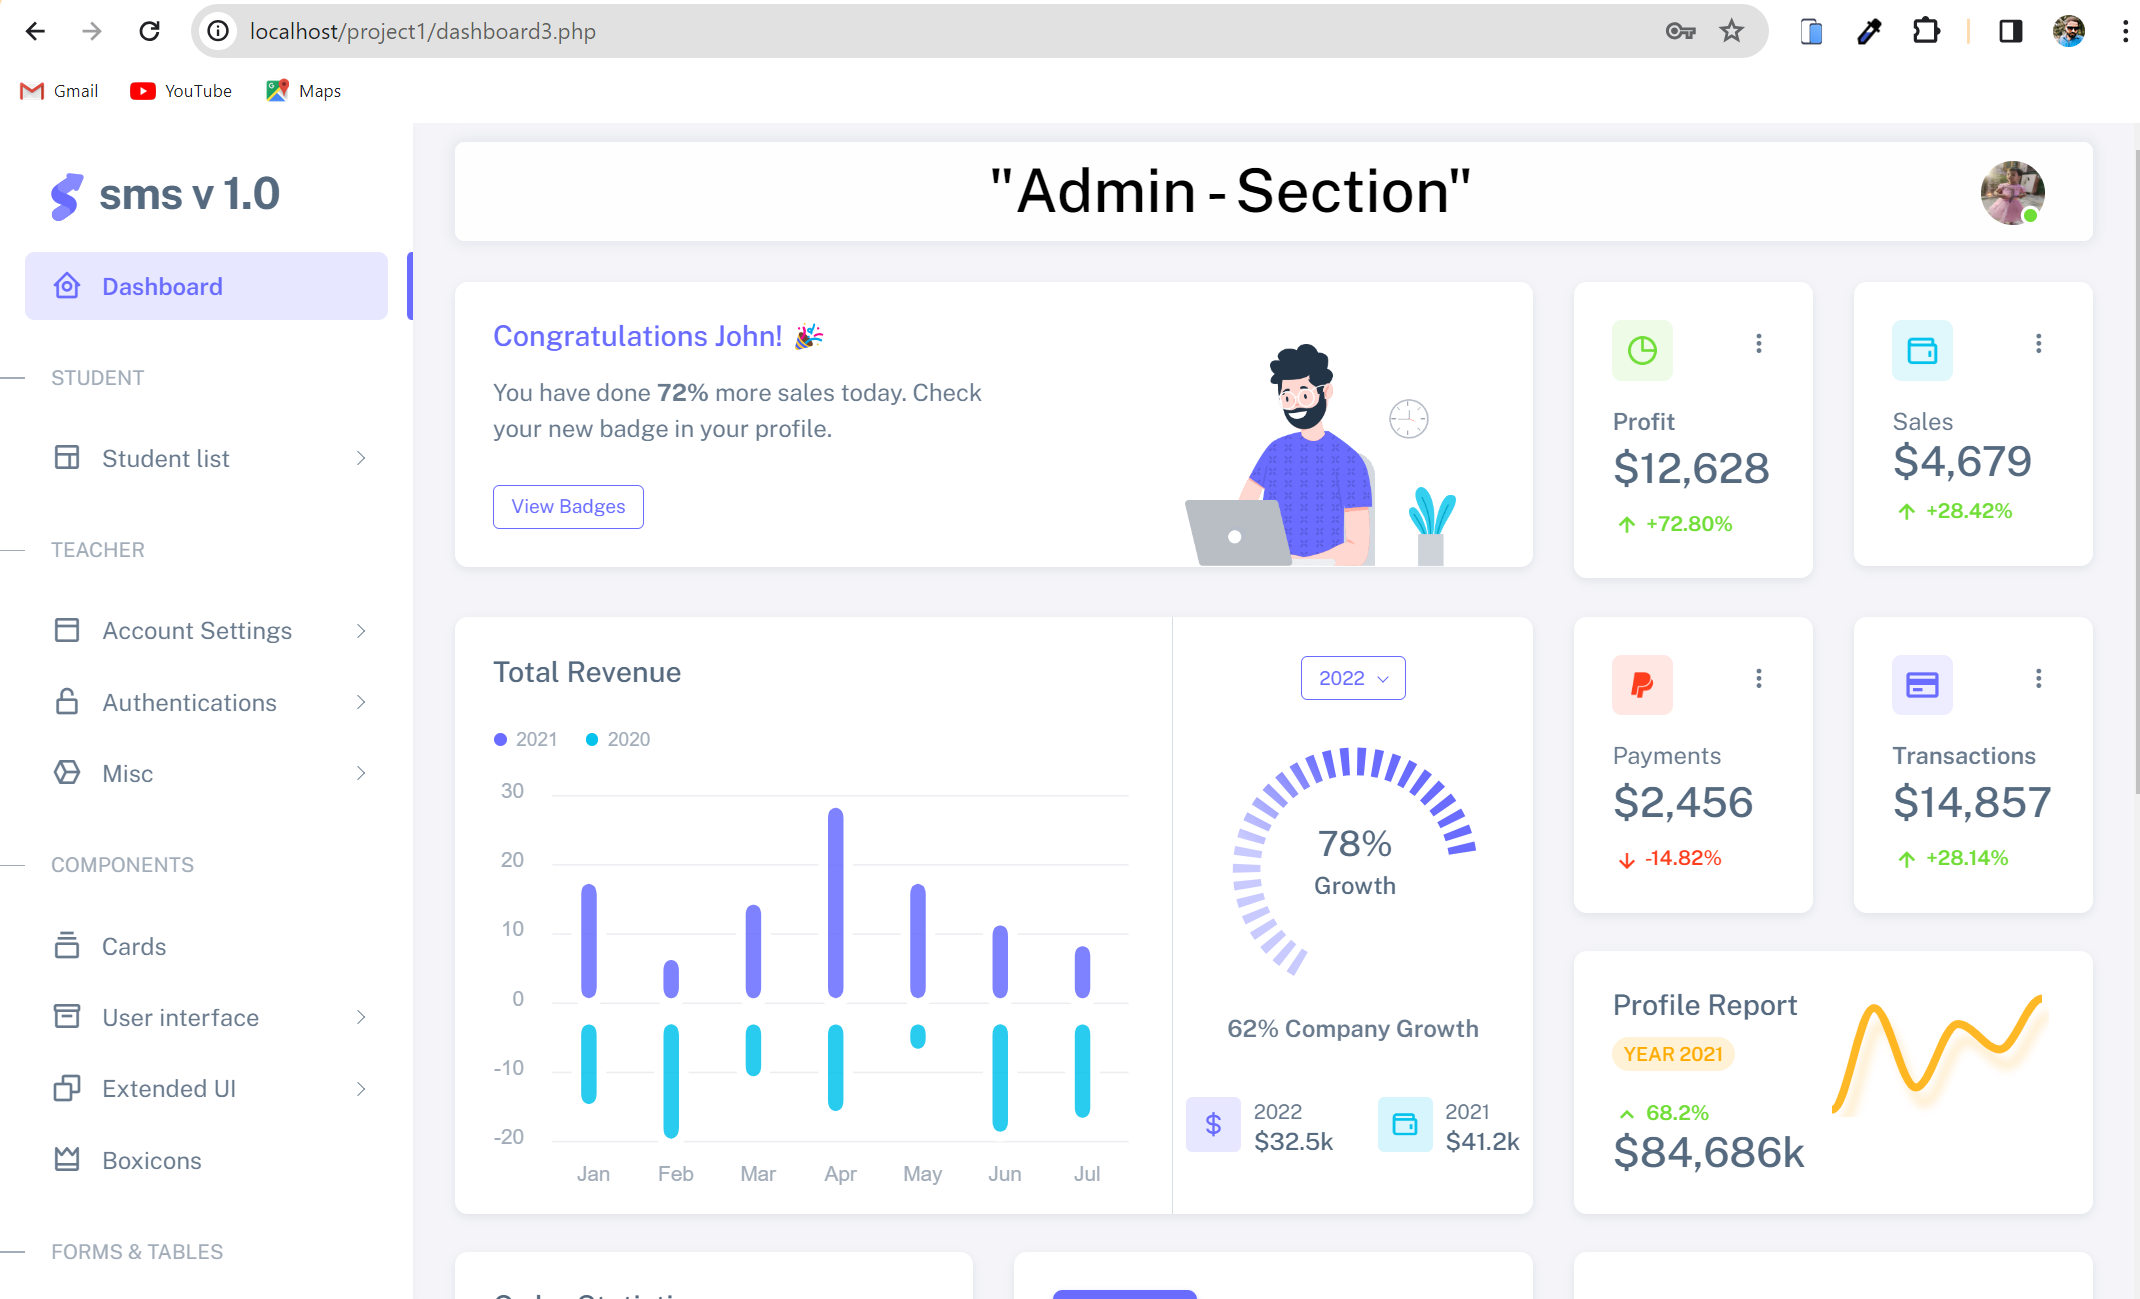 localhost/project1/dashboard3.php
Gmail
YouTube
Maps
sms v 1.0
Dashboard
STUDENT
Student list
TEACHER
Account Settings
Authentications
Misc
COMPONENTS
Cards
User interface
Extended UI
Boxicons
FORMS & TABLES
"Admin - Section"
Congratulations John!
You have done 72% more sales today. Check
your new badge in your profile.
View Badges
Profit
$12,628
+72.80%
Sales
$4,679
+28.42%
Total Revenue
2021
2020
30
20
10
0
-10
-20
Jan
Feb
Mar
Apr
May
Jun
Jul
2022
78%
Growth
62% Company Growth
$
2022
$32.5k
2021
$41.2k
Payments
$2,456
-14.82%
Transactions
$14,857
+28.14%
Profile Report
YEAR 2021
68.2%
$84,686k